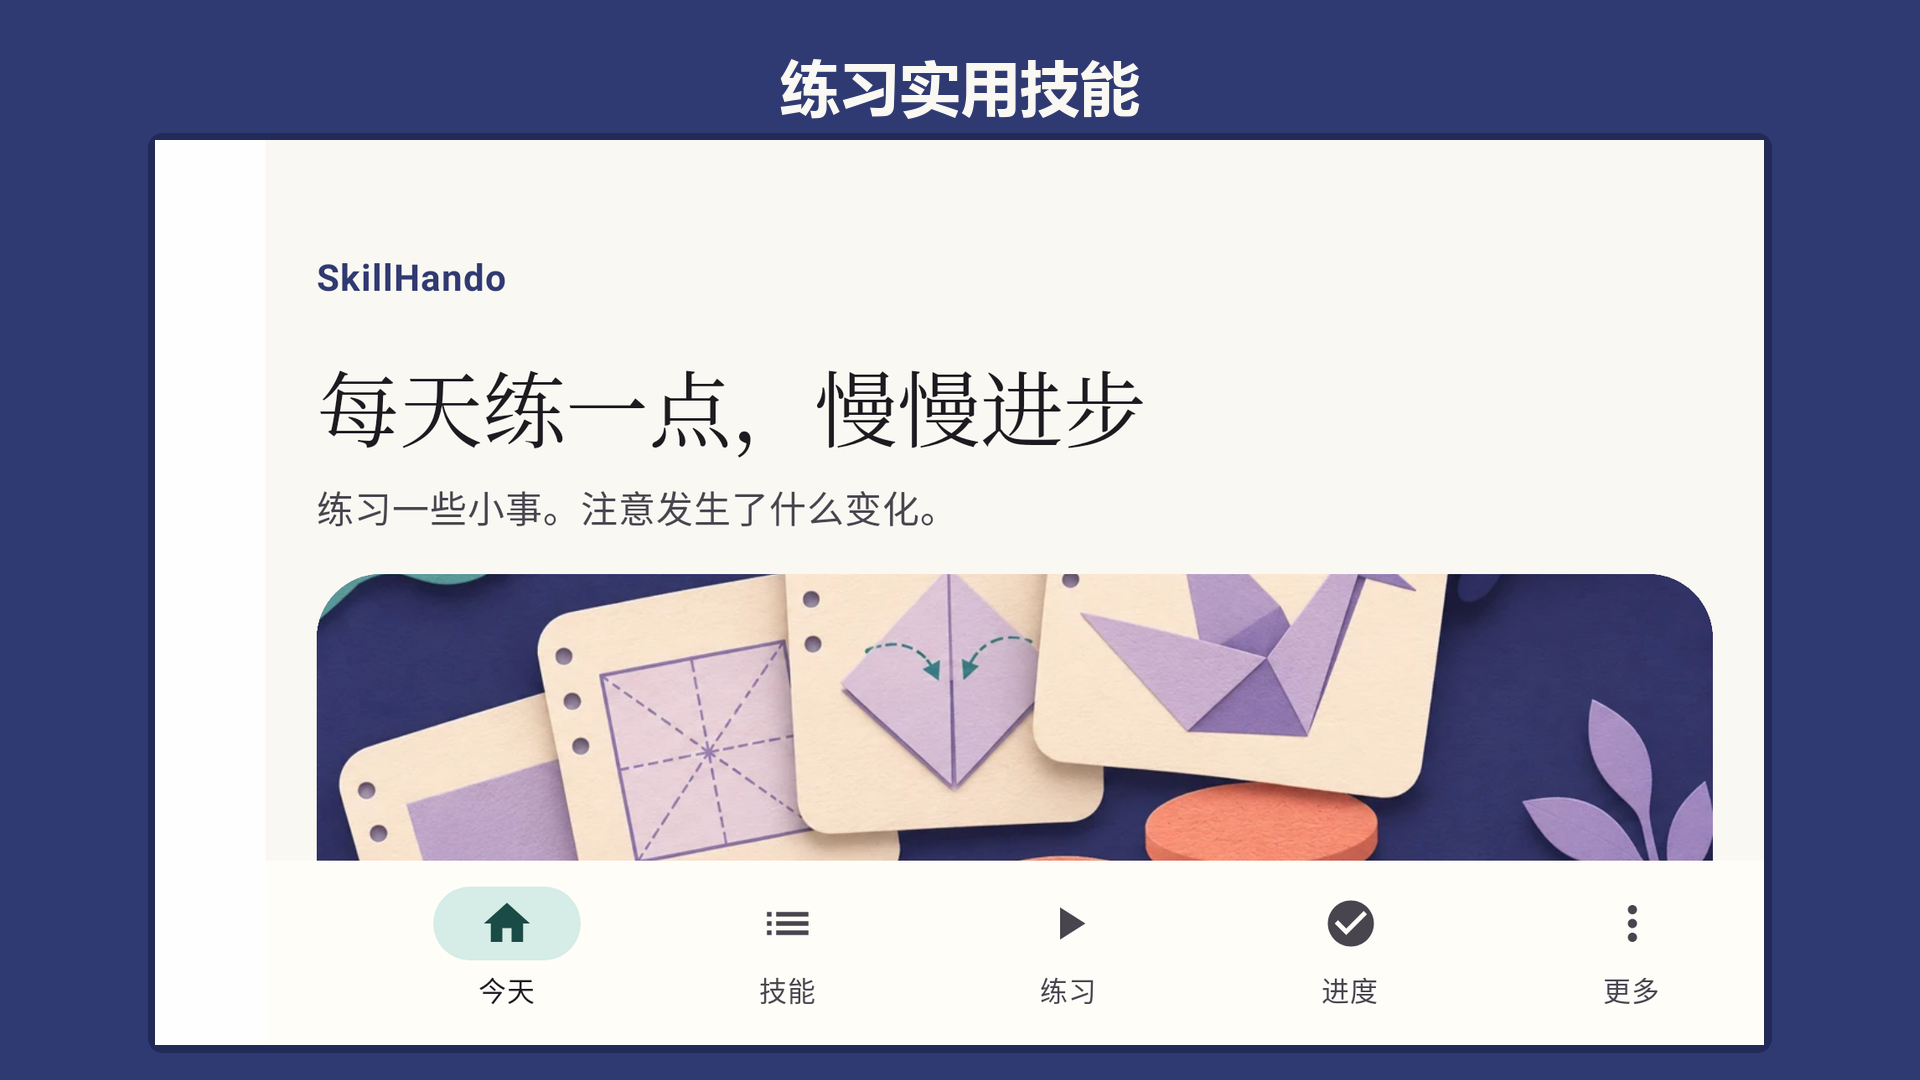 练习实用技能
SkillHando
每天练一点，慢慢进步
练习一些小事。注意发生了什么变化。
今天
技能
练习
进度
更多